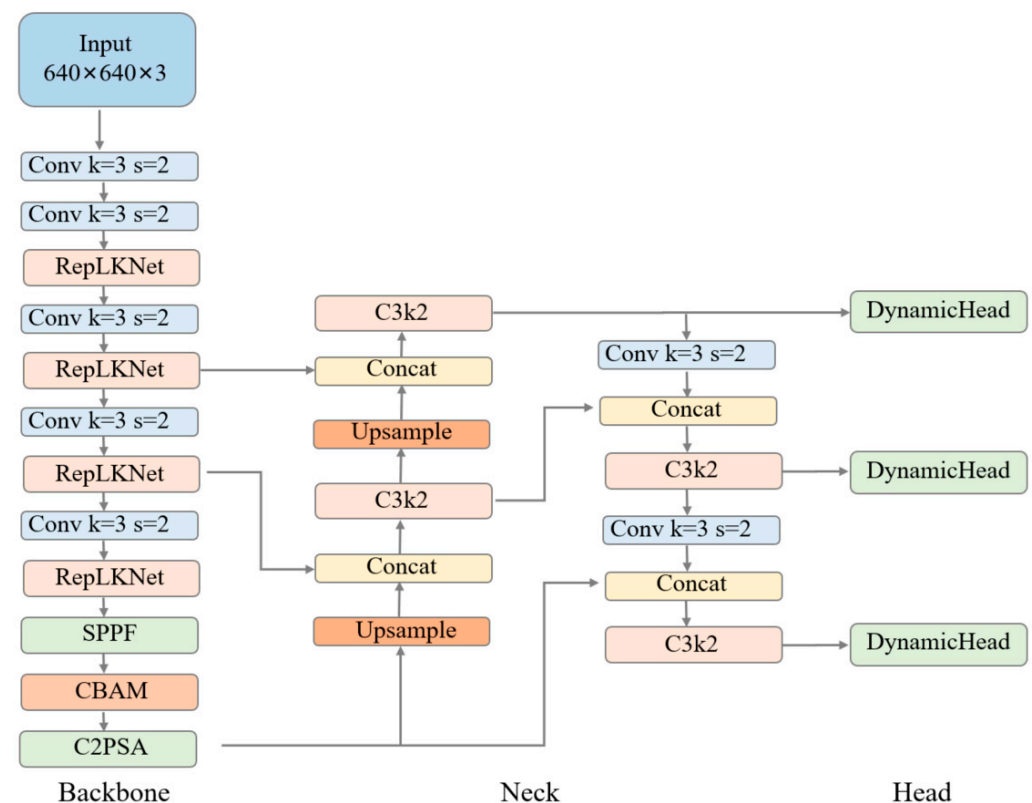 Input
640×640×3
Conv k=3 s=2
Conv k=3 s=2
RepLKNet
Conv k=3 s=2
RepLKNet
Conv k=3 s=2
RepLKNet
Conv k=3 s=2
RepLKNet
SPPF
CBAM
C2PSA
Backbone
C3k2
Concat
Upsample
C3k2
Concat
Upsample
Conv k=3 s=2
Concat
C3k2
Conv k=3 s=2
Concat
C3k2
Neck
DynamicHead
DynamicHead
DynamicHead
Head